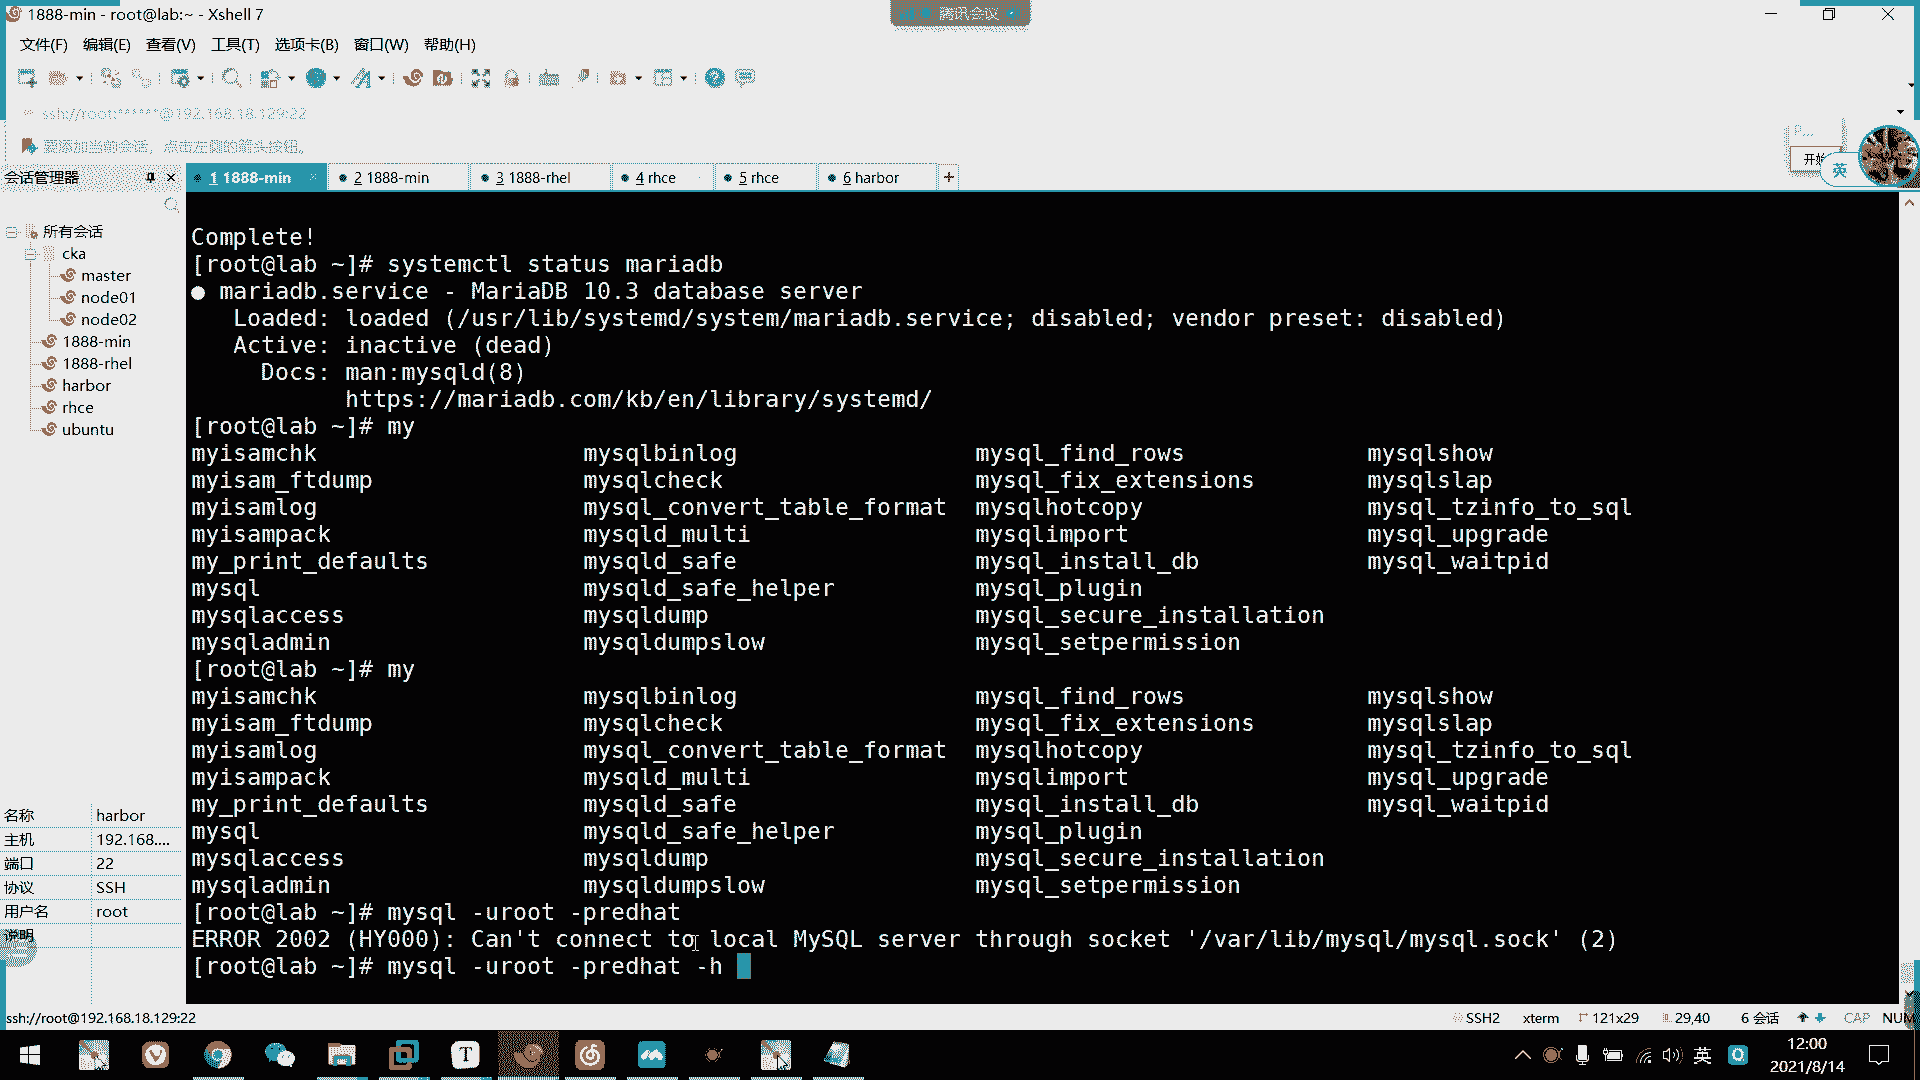 1888-min - root@lab:~ - Xshell 7
腾讯会议
文件(F) 编辑(E) 查看(V) 工具(T) 选项卡(B) 窗口(W) 帮助(H)
ssh://root:******@192.168.18.129:22
要添加当前会话，点击左侧的箭头按钮。
P...
开始
英
会话管理器
1 1888-min
2 1888-min
3 1888-rhel
4 rhce
5 rhce
6 harbor
所有会话
cka
master
node01
node02
1888-min
1888-rhel
harbor
rhce
ubuntu
名称 harbor
主机 192.168....
端口 22
协议 SSH
用户名 root
说明
Complete!
[root@lab ~]# systemctl status mariadb
● mariadb.service - MariaDB 10.3 database server
Loaded: loaded (/usr/lib/systemd/system/mariadb.service; disabled; vendor preset: disabled)
Active: inactive (dead)
Docs: man:mysqld(8)
https://mariadb.com/kb/en/library/systemd/
[root@lab ~]# my
myisamchk mysqlbinlog mysql_find_rows mysqlshow
myisam_ftdump mysqlcheck mysql_fix_extensions mysqlslap
myisamlog mysql_convert_table_format mysqlhotcopy mysql_tzinfo_to_sql
myisampack mysqld_multi mysqlimport mysql_upgrade
my_print_defaults mysqld_safe mysql_install_db mysql_waitpid
mysql mysqld_safe_helper mysql_plugin
mysqlaccess mysqldump mysql_secure_installation
mysqladmin mysqldumpslow mysql_setpermission
[root@lab ~]# my
myisamchk mysqlbinlog mysql_find_rows mysqlshow
myisam_ftdump mysqlcheck mysql_fix_extensions mysqlslap
myisamlog mysql_convert_table_format mysqlhotcopy mysql_tzinfo_to_sql
myisampack mysqld_multi mysqlimport mysql_upgrade
my_print_defaults mysqld_safe mysql_install_db mysql_waitpid
mysql mysqld_safe_helper mysql_plugin
mysqlaccess mysqldump mysql_secure_installation
mysqladmin mysqldumpslow mysql_setpermission
[root@lab ~]# mysql -uroot -predhat
ERROR 2002 (HY000): Can't connect to local MySQL server through socket '/var/lib/mysql/mysql.sock' (2)
[root@lab ~]# mysql -uroot -predhat -h
ssh://root@192.168.18.129:22
SSH2 xterm 121x29 29,40 6 会话 CAP NUM
T
英
12:00
2021/8/14